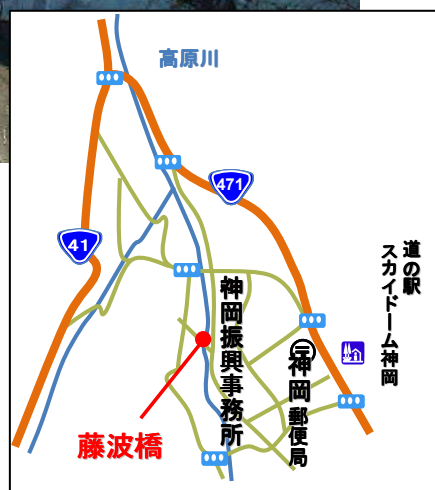 高原川
471
41
道の駅
スカイドーム神岡
神岡振興事務所
〒
神岡郵便局
藤波橋